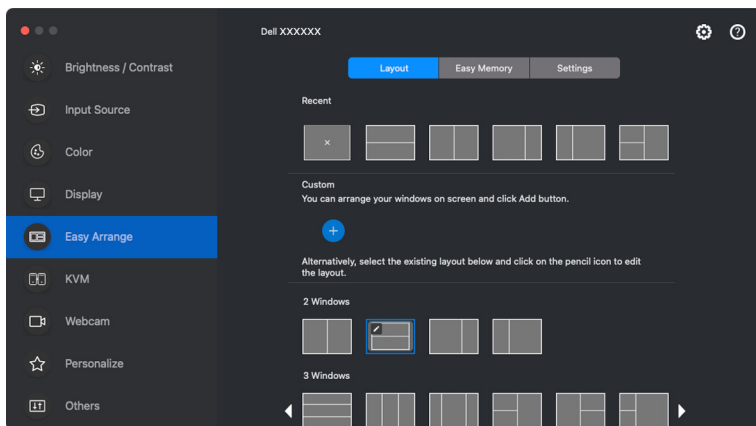 Dell XXXXXX
Brightness / Contrast
Input Source
Color
Display
Easy Arrange
KVM
Webcam
Personalize
Others
Layout
Easy Memory
Settings
Recent
Custom
You can arrange your windows on screen and click Add button.
Alternatively, select the existing layout below and click on the pencil icon to edit
the layout.
2 Windows
3 Windows